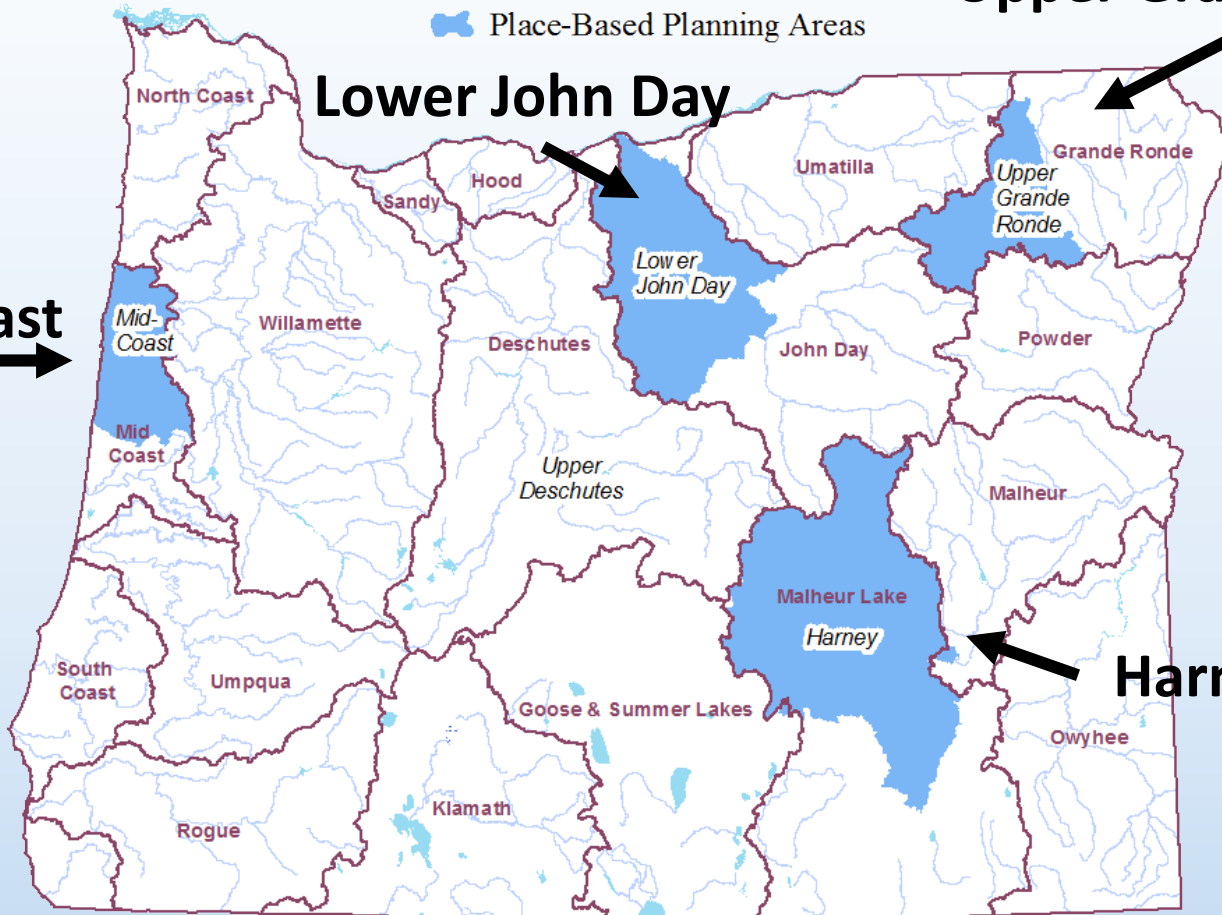 Place-Based Planning Areas
Lower John Day
North Coast
Sandy
Hood
Umatilla
Grande Ronde
Upper
Grande
Ronde
Lower
John Day
Mid-
Coast
Willamette
Deschutes
John Day
Powder
Mid
Coast
Upper
Deschutes
Malheur
Malheur Lake
Harney
South
Coast
Umpqua
Goose & Summer Lakes
Owyhee
Klamath
Rogue